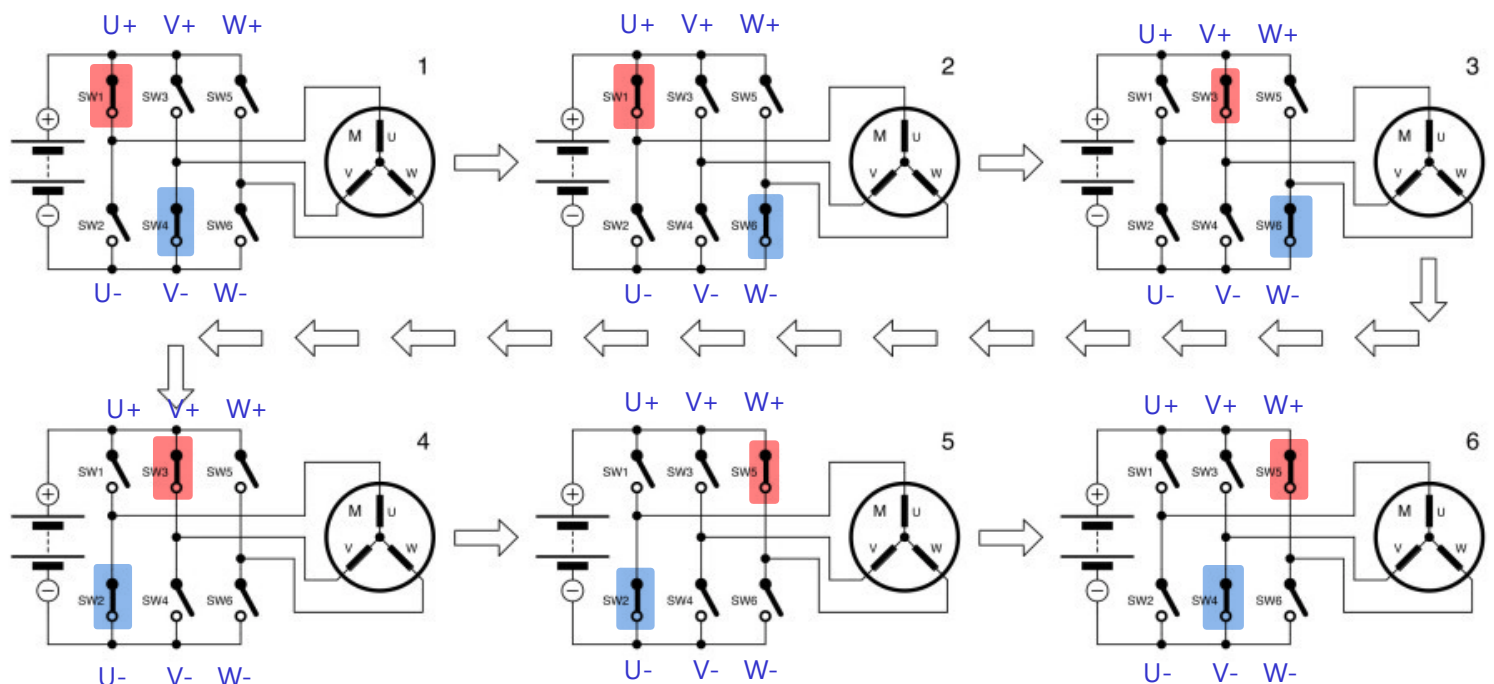 U+ V+ W+
1
SW1 SW3 SW5
+
M U
V W
−
SW2 SW4 SW6
U- V- W-
U+ V+ W+
2
SW1 SW3 SW5
+
M U
V W
−
SW2 SW4 SW6
U- V- W-
U+ V+ W+
3
SW1 SW3 SW5
+
M U
V W
−
SW2 SW4 SW6
U- V- W-
U+ V+ W+
4
SW1 SW3 SW5
+
M U
V W
−
SW2 SW4 SW6
U- V- W-
U+ V+ W+
5
SW1 SW3 SW5
+
M U
V W
−
SW2 SW4 SW6
U- V- W-
U+ V+ W+
6
SW1 SW3 SW5
+
M U
V W
−
SW2 SW4 SW6
U- V- W-